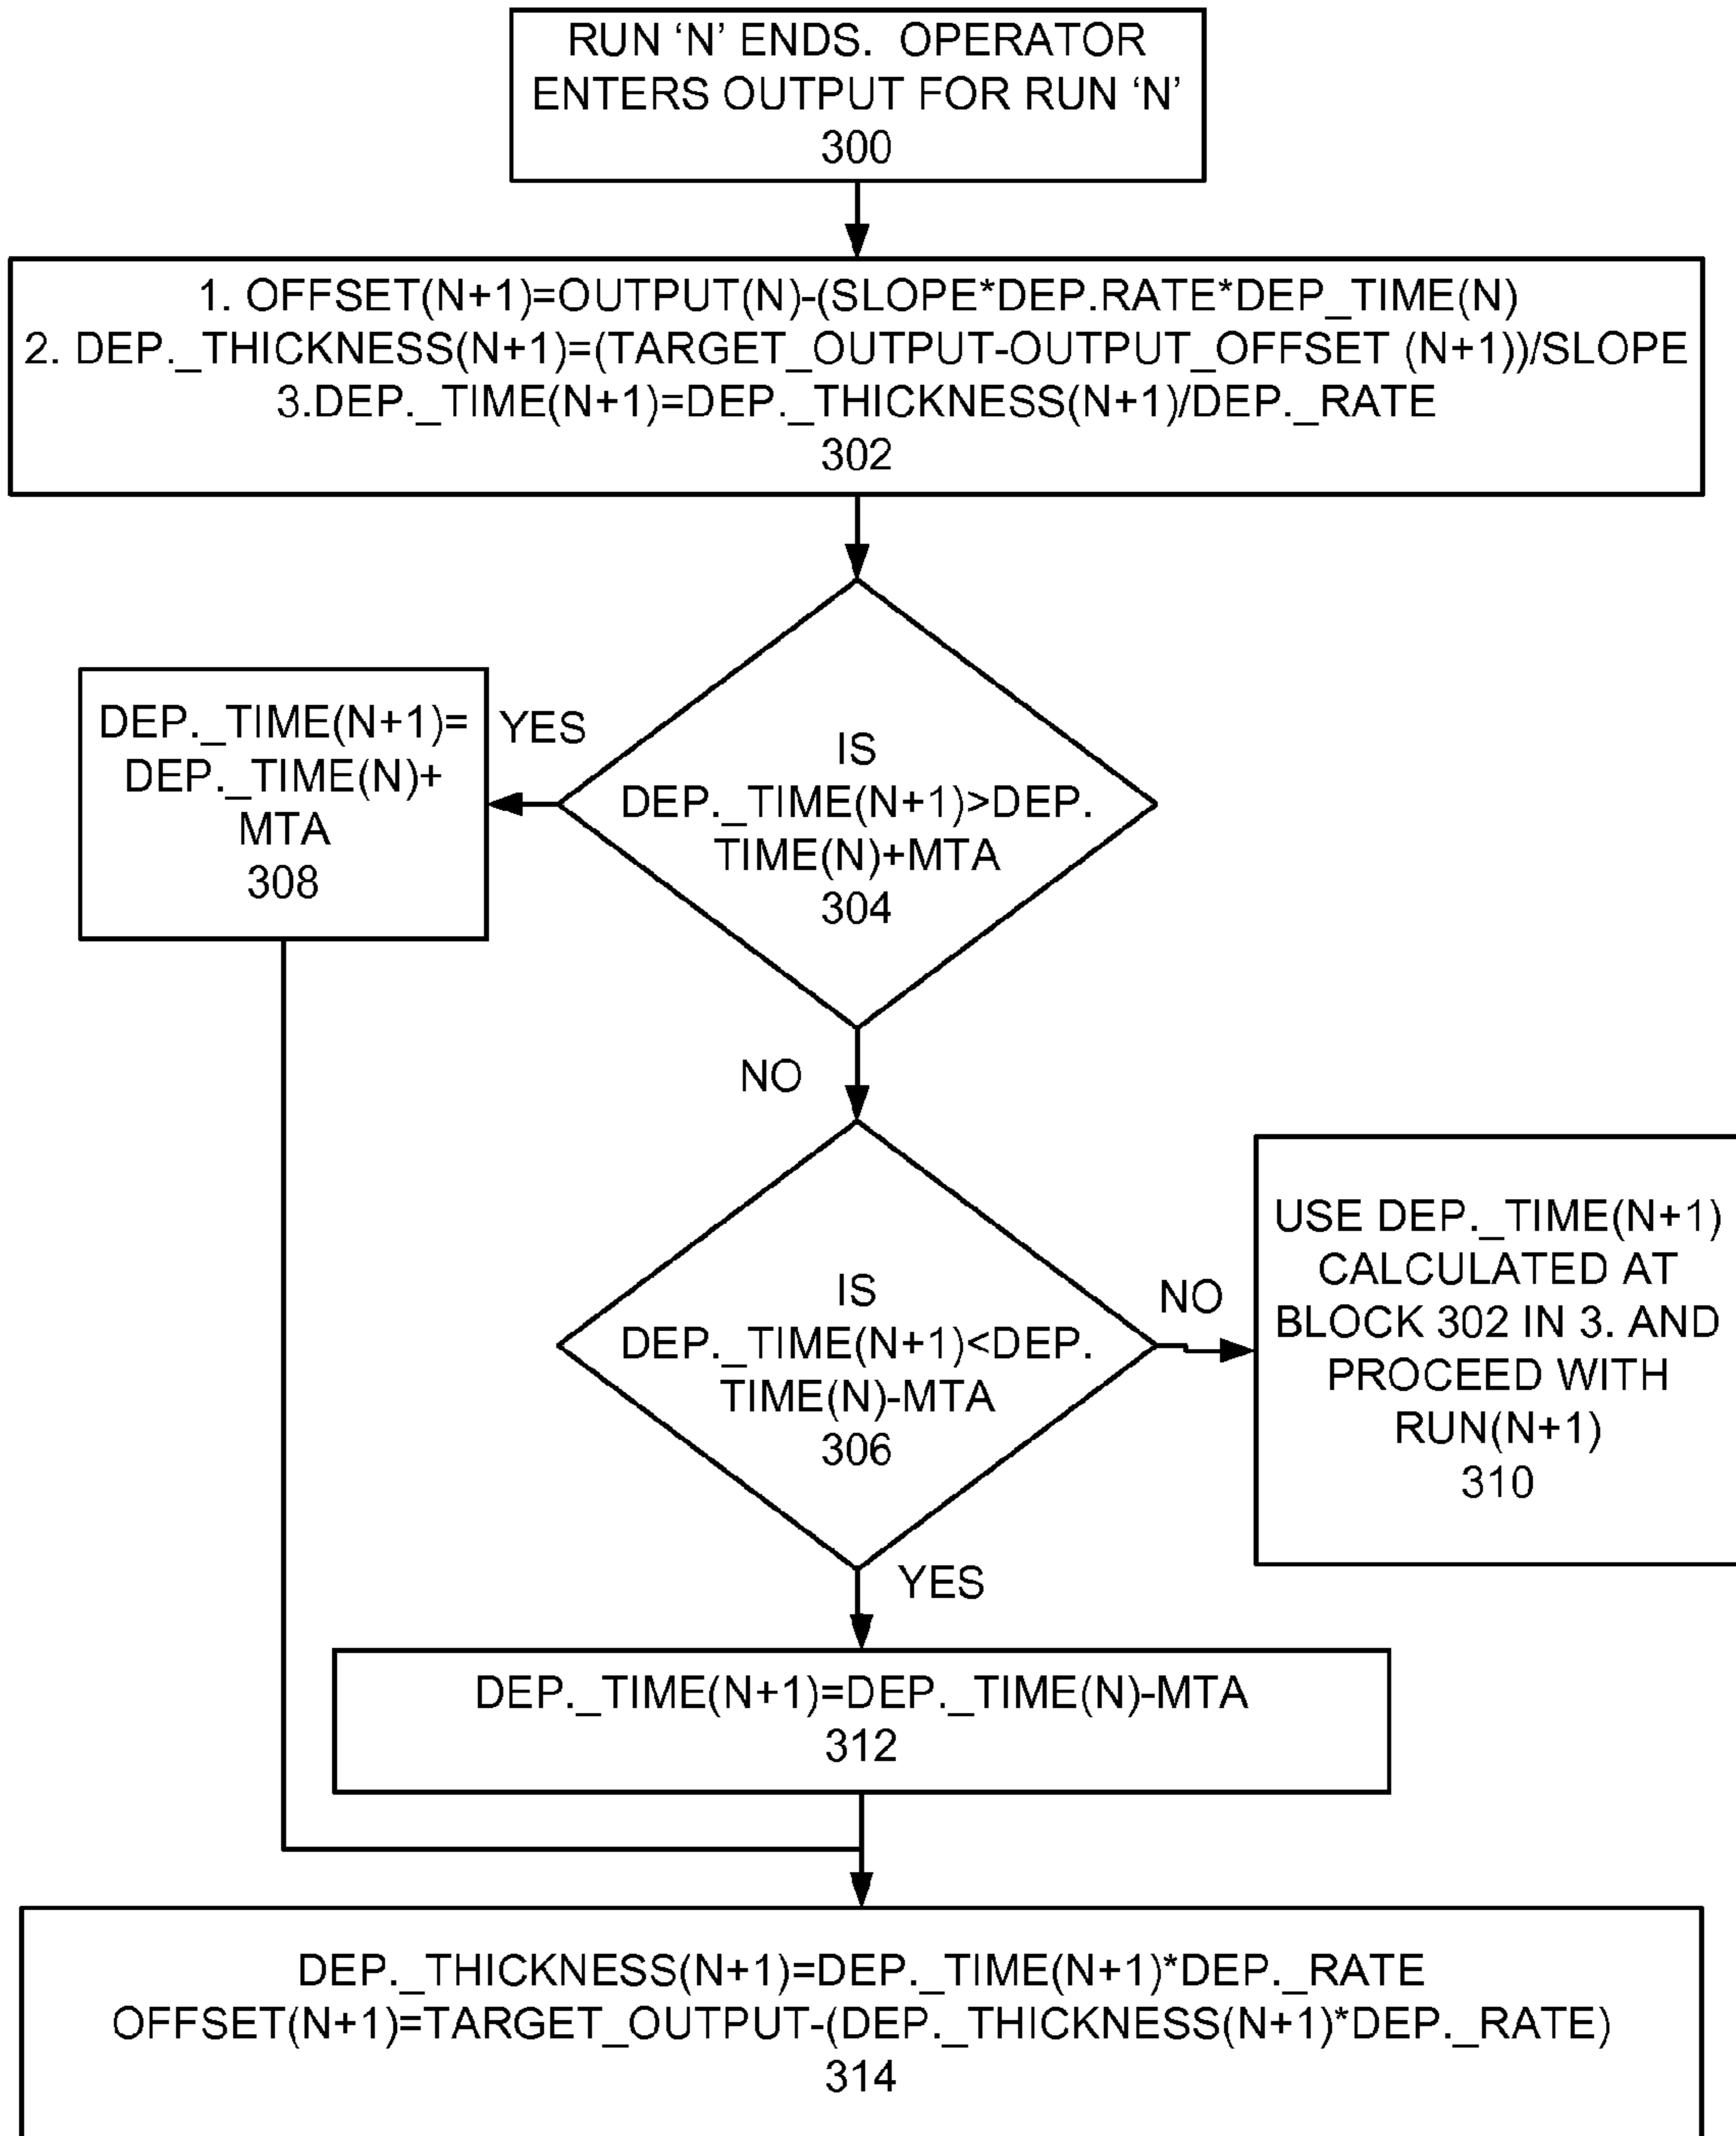 RUN ‘N’ ENDS. OPERATOR
ENTERS OUTPUT FOR RUN ‘N’
300
1. OFFSET(N+1)=OUTPUT(N)-(SLOPE*DEP.RATE*DEP_TIME(N)
2. DEP._THICKNESS(N+1)=(TARGET_OUTPUT-OUTPUT_OFFSET (N+1))/SLOPE
3.DEP._TIME(N+1)=DEP._THICKNESS(N+1)/DEP._RATE
302
IS
DEP._TIME(N+1)>DEP.
TIME(N)+MTA
304
YES
DEP._TIME(N+1)=
DEP._TIME(N)+
MTA
308
NO
IS
DEP._TIME(N+1)<DEP.
TIME(N)-MTA
306
NO
USE DEP._TIME(N+1)
CALCULATED AT
BLOCK 302 IN 3. AND
PROCEED WITH
RUN(N+1)
310
YES
DEP._TIME(N+1)=DEP._TIME(N)-MTA
312
DEP._THICKNESS(N+1)=DEP._TIME(N+1)*DEP._RATE
OFFSET(N+1)=TARGET_OUTPUT-(DEP._THICKNESS(N+1)*DEP._RATE)
314